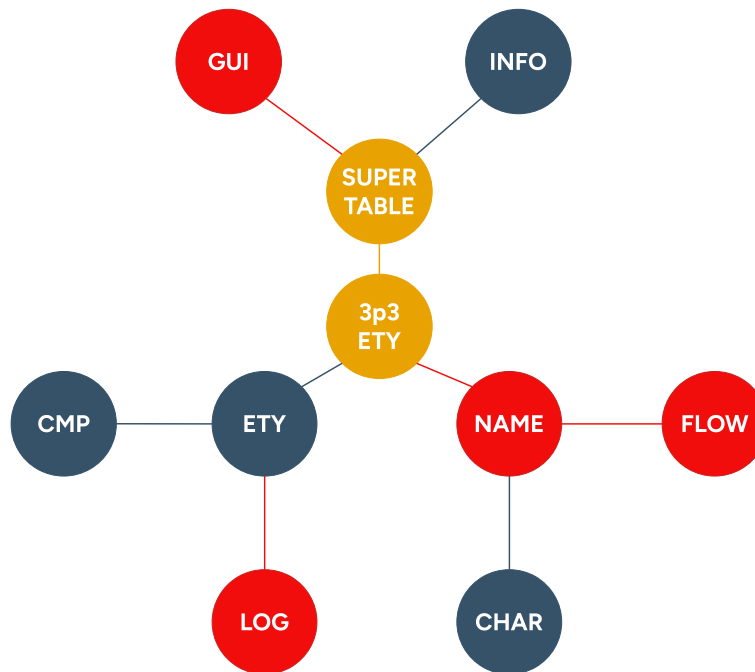 GUI
INFO
SUPER
TABLE
3p3
ETY
CMP
ETY
NAME
FLOW
LOG
CHAR